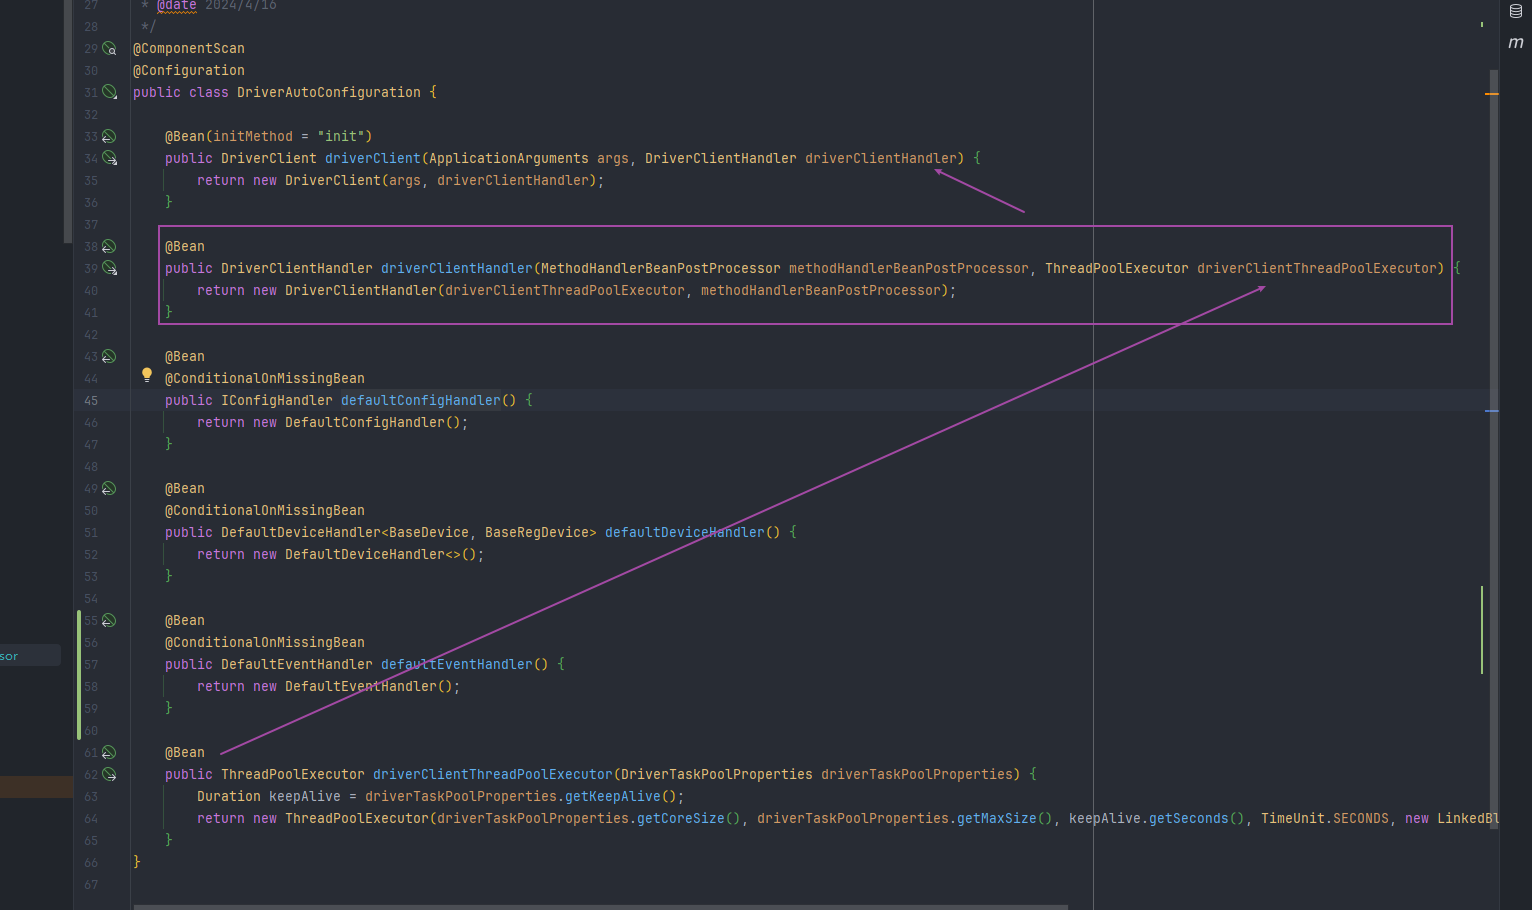 27 * @date 2024/4/16
28 */
29 @ComponentScan
30 @Configuration
31 public class DriverAutoConfiguration {
32
33 @Bean(initMethod = "init")
34 public DriverClient driverClient(ApplicationArguments args, DriverClientHandler driverClientHandler) {
35 return new DriverClient(args, driverClientHandler);
36 }
37
38 @Bean
39 public DriverClientHandler driverClientHandler(MethodHandlerBeanPostProcessor methodHandlerBeanPostProcessor, ThreadPoolExecutor driverClientThreadPoolExecutor) {
40 return new DriverClientHandler(driverClientThreadPoolExecutor, methodHandlerBeanPostProcessor);
41 }
42
43 @Bean
44 @ConditionalOnMissingBean
45 public IConfigHandler defaultConfigHandler() {
46 return new DefaultConfigHandler();
47 }
48
49 @Bean
50 @ConditionalOnMissingBean
51 public DefaultDeviceHandler<BaseDevice, BaseRegDevice> defaultDeviceHandler() {
52 return new DefaultDeviceHandler<>();
53 }
54
55 @Bean
56 @ConditionalOnMissingBean
57 public DefaultEventHandler defaultEventHandler() {
58 return new DefaultEventHandler();
59 }
60
61 @Bean
62 public ThreadPoolExecutor driverClientThreadPoolExecutor(DriverTaskPoolProperties driverTaskPoolProperties) {
63 Duration keepAlive = driverTaskPoolProperties.getKeepAlive();
64 return new ThreadPoolExecutor(driverTaskPoolProperties.getCoreSize(), driverTaskPoolProperties.getMaxSize(), keepAlive.getSeconds(), TimeUnit.SECONDS, new LinkedBl
65 }
66 }
67
sor
m